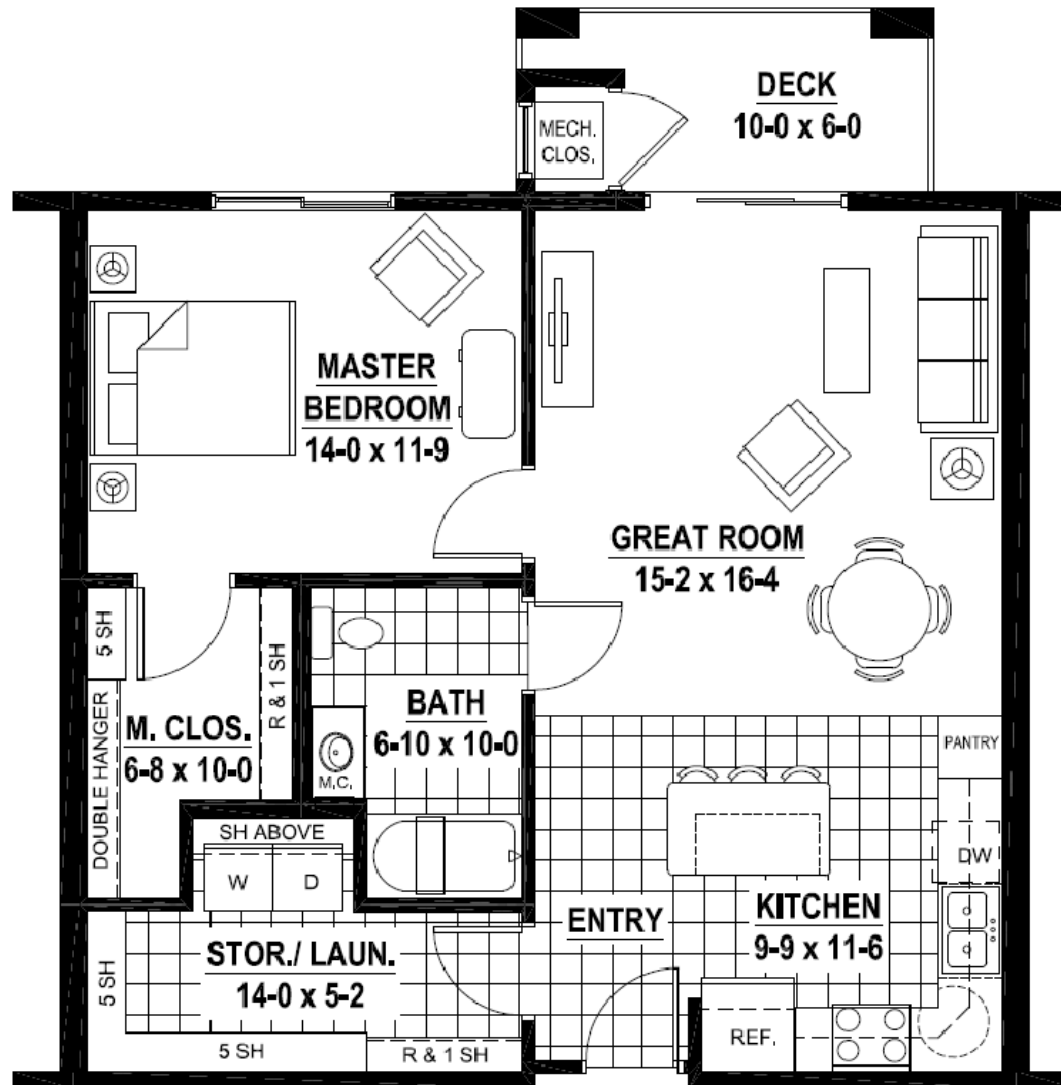 DECK
10-0 x 6-0
MECH.
CLOS.
MASTER
BEDROOM
14-0 x 11-9
GREAT ROOM
15-2 x 16-4
5 SH
R & 1 SH
DOUBLE HANGER
M. CLOS.
6-8 x 10-0
BATH
6-10 x 10-0
M.C.
PANTRY
SH ABOVE
W
D
DW
ENTRY
KITCHEN
9-9 x 11-6
STOR./ LAUN.
14-0 x 5-2
5 SH
5 SH
R & 1 SH
REF.